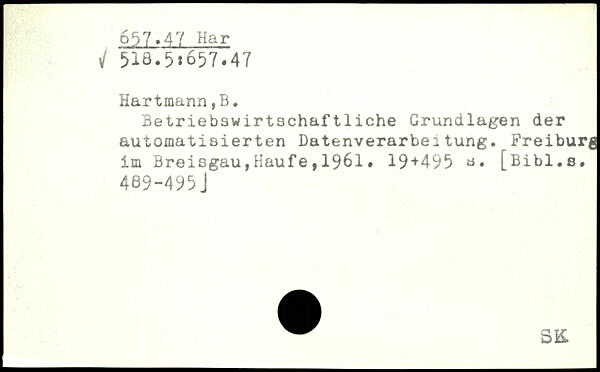 657.47 Har
√ 518.5:657.47
Hartmann,B.
Betriebswirtschaftliche Grundlagen der
automatisierten Datenverarbeitung. Freiburg
im Breisgau,Haufe,1961. 19+495 s. [Bibl.s.
489-495]
SK